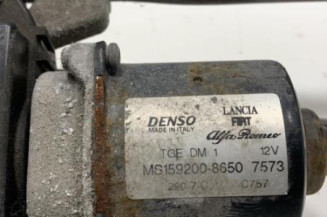 DENSO
MADE IN ITALY
LANCIA
FIAT
Alfa Romeo
TGE DM 1 12V
MS159200-8650 7573
C757